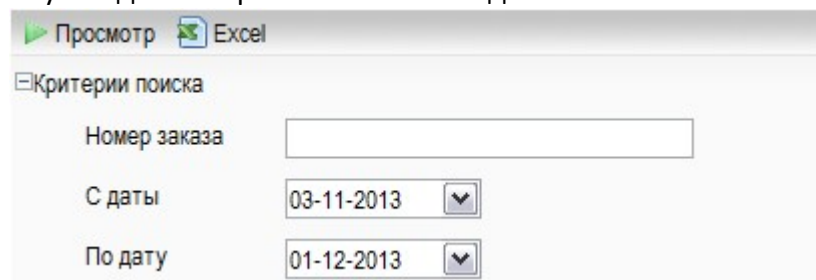 Просмотр Excel
Критерии поиска
Номер заказа
С даты 03-11-2013
По дату 01-12-2013